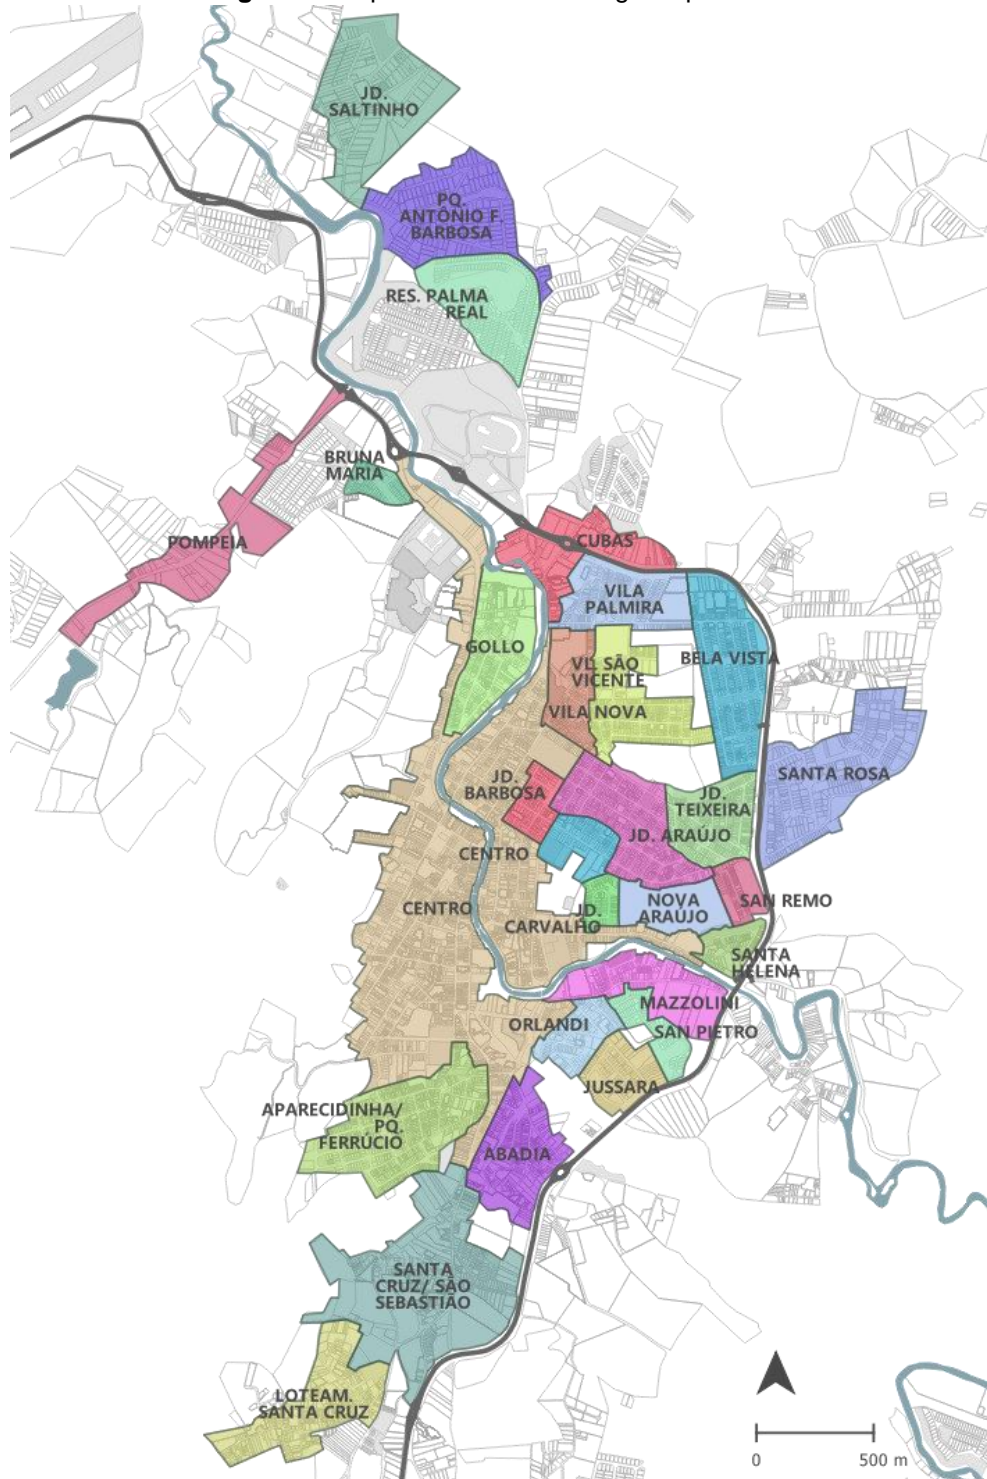 JD.
SALTINHO
PQ.
ANTÔNIO F.
BARBOSA
RES. PALMA
REAL
BRUNA
MARIA
POMPEIA
CUBAS
VILA
PALMIRA
GOLLO
VL. SÃO
VICENTE
BELA VISTA
VILA NOVA
SANTA ROSA
JD.
BARBOSA
JD.
TEIXEIRA
JD. ARAÚJO
CENTRO
CENTRO
NOVA
ARAÚJO
SAN REMO
JD.
CARVALHO
SANTA
HELENA
MAZZOLINI
ORLANDI
SAN PIETRO
JUSSARA
APARECIDINHA/
PQ.
FERRÚCIO
ABADIA
SANTA
CRUZ/ SÃO
SEBASTIÃO
LOTEAM.
SANTA CRUZ
0 500 m